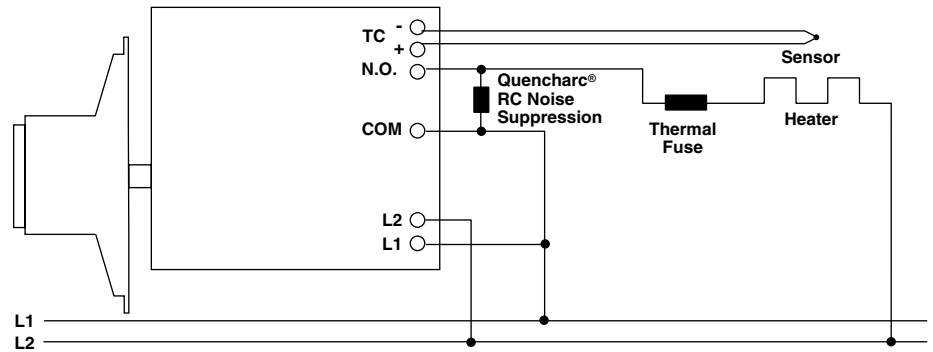 TC -
+
N.O.
COM
L2
L1
Quencharc®
RC Noise
Suppression
Sensor
Thermal
Fuse
Heater
L1
L2